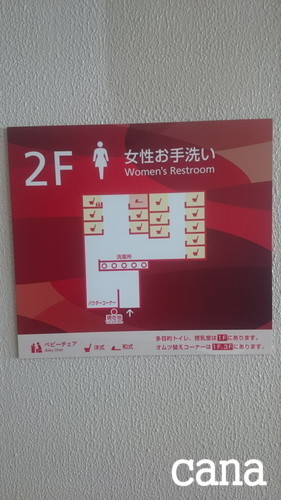 2F
女性お手洗い
Women's Restroom
洗面所
パウダーコーナー
現在地
ベビーチェア
Baby Chair
洋式
和式
多目的トイレ、授乳室は1Fにあります。
オムツ替えコーナーは1F,3Fにあります。
cana